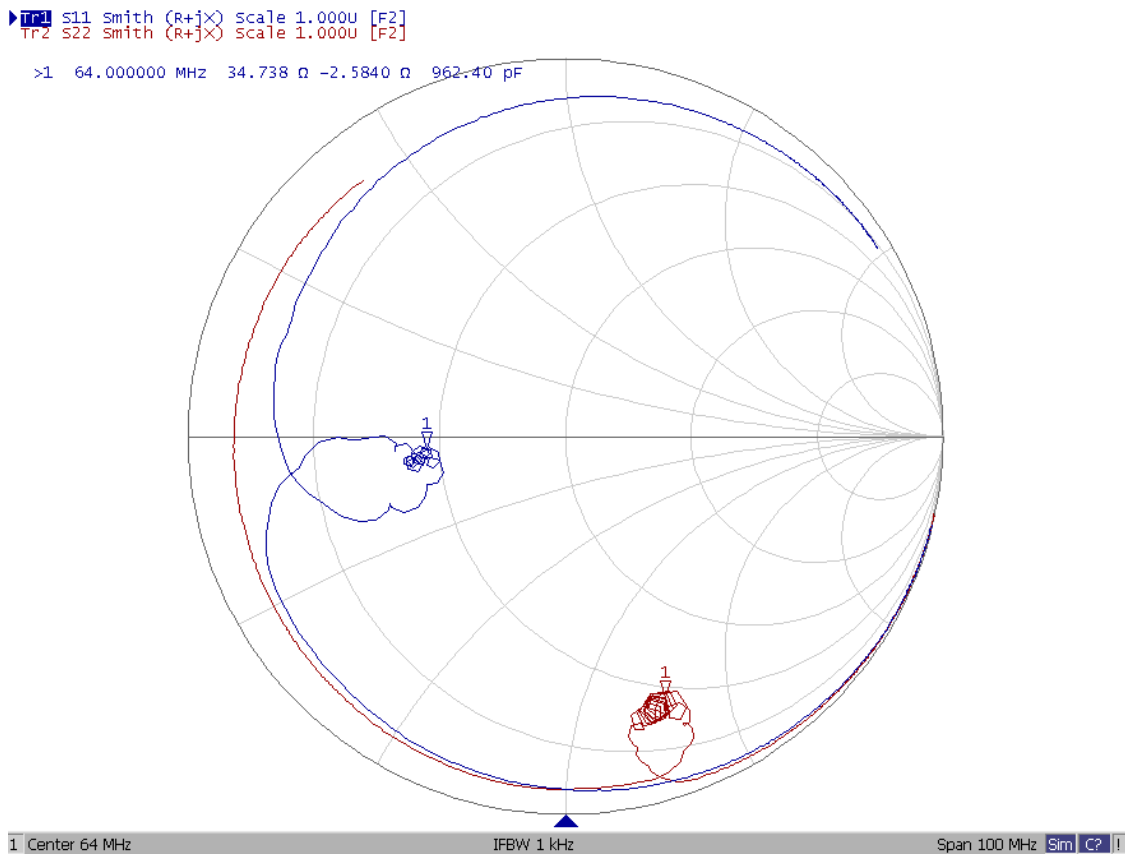 Tr1 S11 Smith (R+jX) Scale 1.000U [F2]
Tr2 S22 Smith (R+jX) Scale 1.000U [F2]
>1 64.000000 MHz 34.738 Ω -2.5840 Ω 962.40 pF
1
1
1 Center 64 MHz IFBW 1 kHz Span 100 MHz Sim C? !